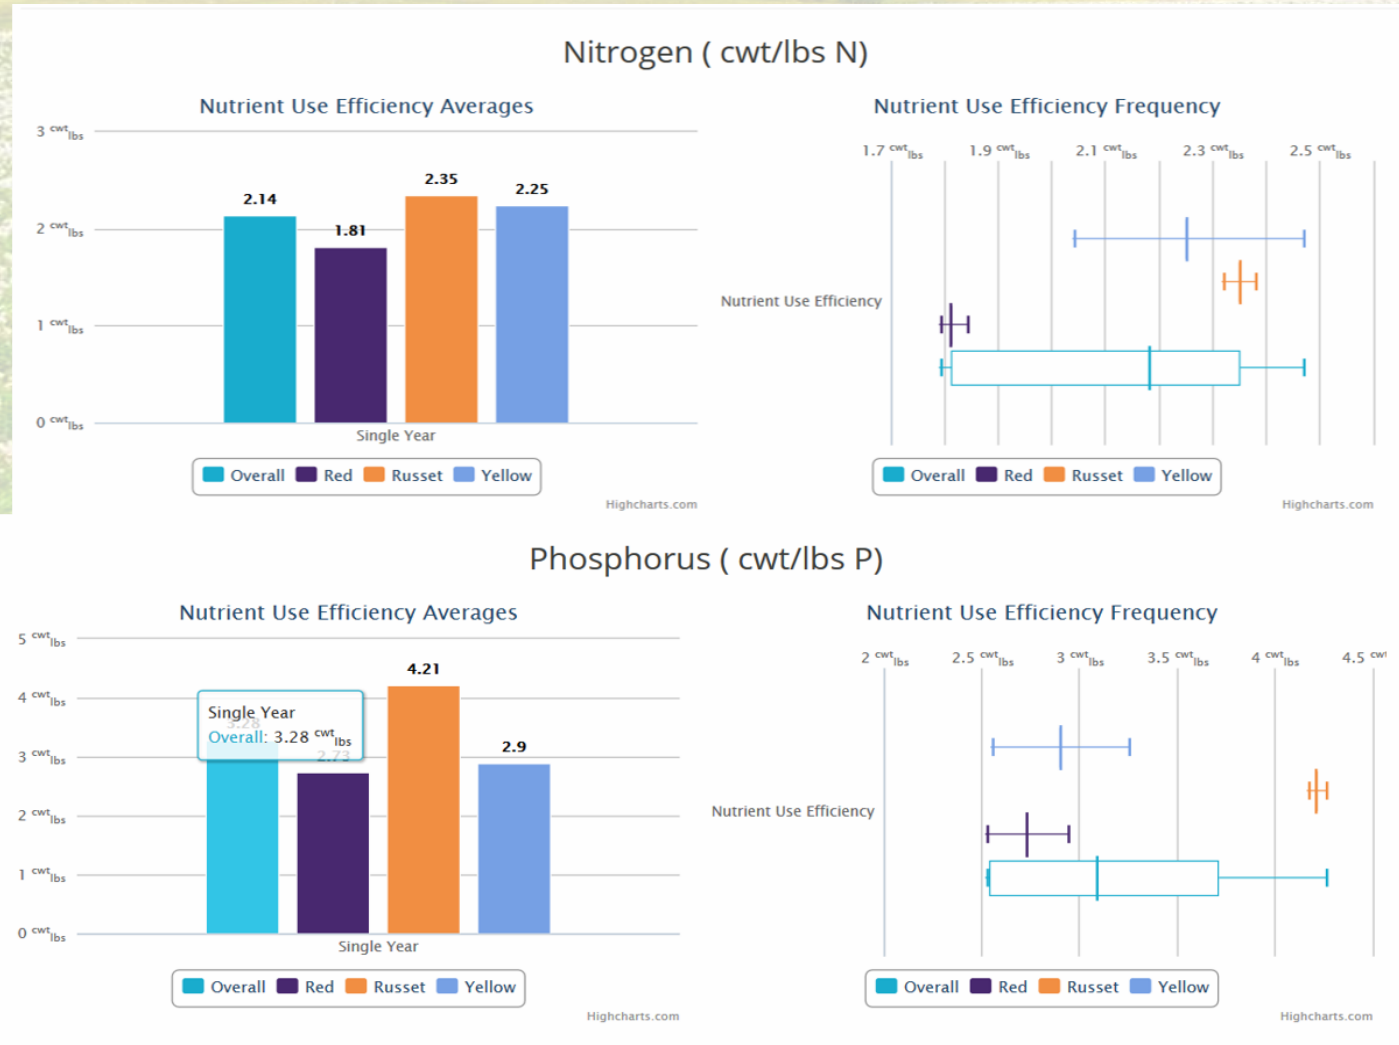 Nitrogen ( cwt/lbs N)
Nutrient Use Efficiency Averages
3 cwt lbs
2 cwt lbs
1 cwt lbs
0 cwt lbs
2.14
1.81
2.35
2.25
Single Year
Overall Red Russet Yellow
Highcharts.com
Nutrient Use Efficiency Frequency
1.7 cwt lbs 1.9 cwt lbs 2.1 cwt lbs 2.3 cwt lbs 2.5 cwt lbs
Nutrient Use Efficiency
Overall Red Russet Yellow
Highcharts.com
Phosphorus ( cwt/lbs P)
Nutrient Use Efficiency Averages
5 cwt lbs
4 cwt lbs
3 cwt lbs
2 cwt lbs
1 cwt lbs
0 cwt lbs
3.28
Single Year
Overall: 3.28 cwt lbs
2.73
4.21
2.9
Single Year
Overall Red Russet Yellow
Highcharts.com
Nutrient Use Efficiency Frequency
2 cwt lbs 2.5 cwt lbs 3 cwt lbs 3.5 cwt lbs 4 cwt lbs 4.5 cwt
Nutrient Use Efficiency
Overall Red Russet Yellow
Highcharts.com